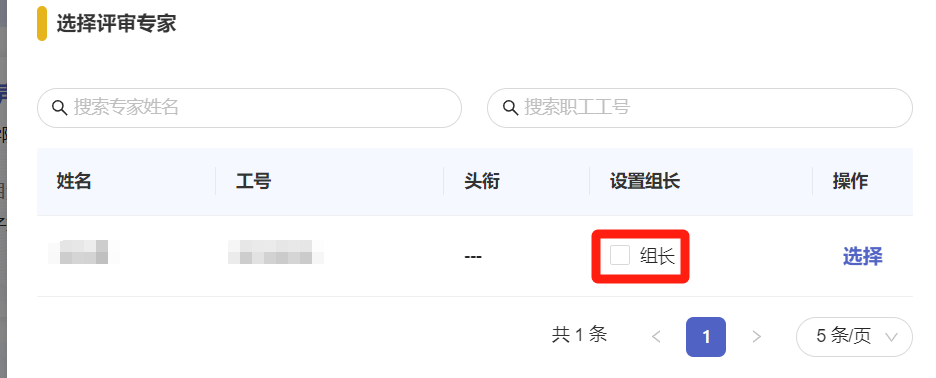 选择评审专家
搜索专家姓名 搜索职工工号
姓名 工号 头衔 设置组长 操作
--- 组长 选择
共 1 条 < 1 > 5 条/页